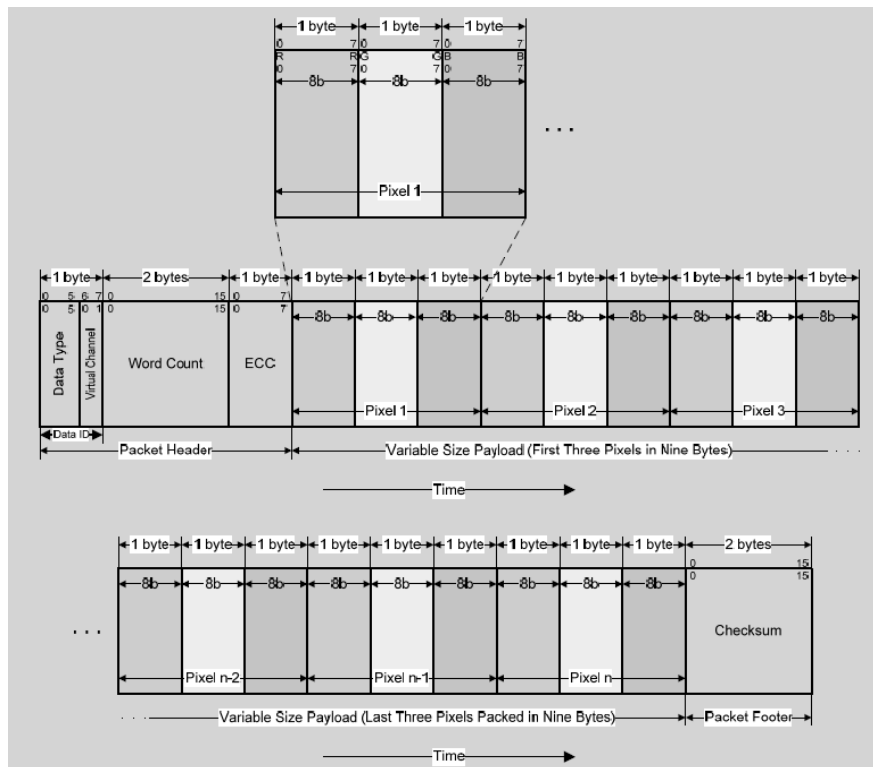 1 byte 1 byte 1 byte
0 7 0 7 0 7
R R G G B B
0 7 0 7 0 7
8b 8b 8b
. . .
Pixel 1
1 byte 2 bytes 1 byte 1 byte 1 byte 1 byte 1 byte 1 byte 1 byte 1 byte 1 byte 1 byte
0 5 6 7 0 15 0 7
0 5 0 1 0 15 0 7
8b 8b 8b 8b 8b 8b 8b 8b 8b
Data Type
Virtual Channel
Word Count
ECC
Pixel 1 Pixel 2 Pixel 3
Data ID
Packet Header Variable Size Payload (First Three Pixels in Nine Bytes) . . .
Time
1 byte 1 byte 1 byte 1 byte 1 byte 1 byte 1 byte 1 byte 1 byte 2 bytes
0 15
0 15
8b 8b 8b 8b 8b 8b 8b 8b 8b
. . .
Checksum
Pixel n-2 Pixel n-1 Pixel n
. . . Variable Size Payload (Last Three Pixels Packed in Nine Bytes) Packet Footer
Time